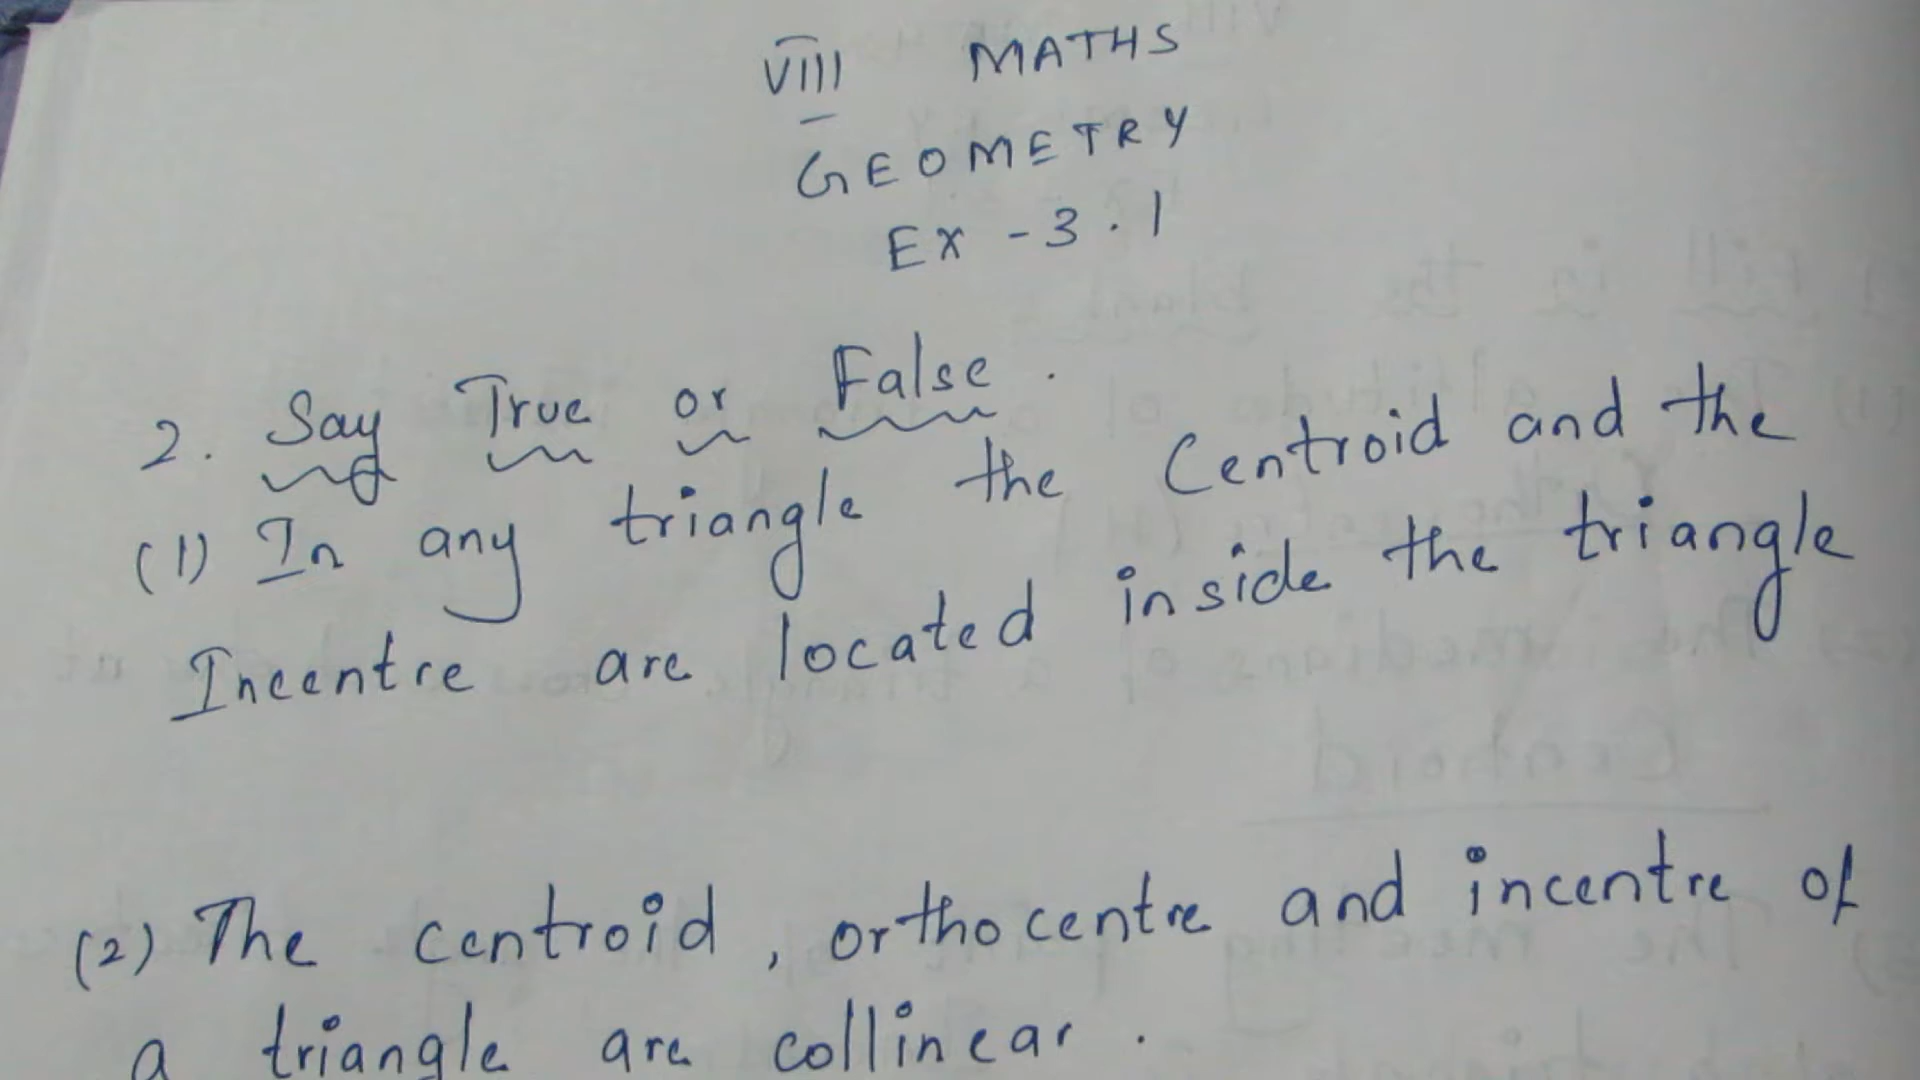 VIII MATHS
GEOMETRY
EX - 3.1
2. Say True or False.
(1) In any triangle the Centroid and the
Incentre are located inside the triangle
(2) The centroid, orthocentre and incentre of
a triangle are collinear.